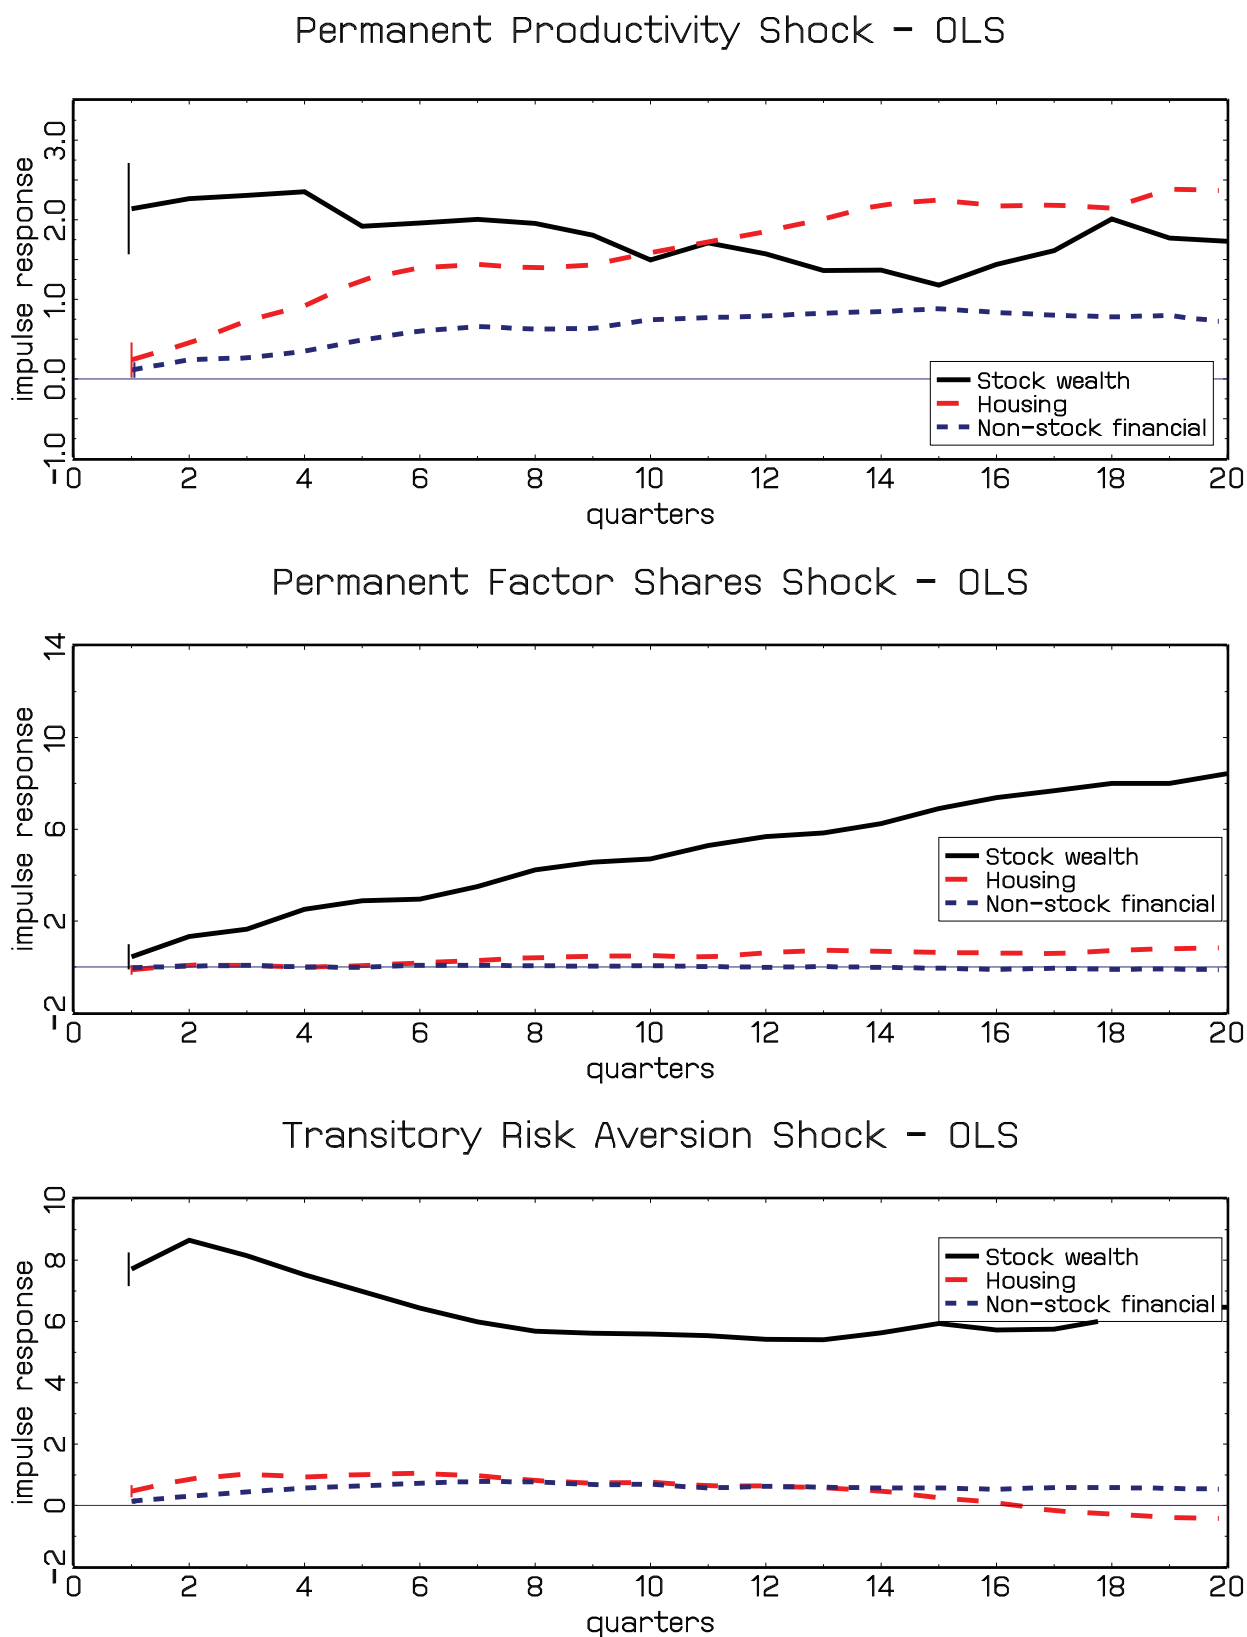 Permanent Productivity Shock - OLS
impulse response
3.0
2.0
1.0
0.0
-1.0
Stock wealth
Housing
Non-stock financial
0 2 4 6 8 10 12 14 16 18 20
quarters
Permanent Factor Shares Shock - OLS
impulse response
14
10
6
2
-2
Stock wealth
Housing
Non-stock financial
0 2 4 6 8 10 12 14 16 18 20
quarters
Transitory Risk Aversion Shock - OLS
impulse response
10
8
6
4
2
0
-2
Stock wealth
Housing
Non-stock financial
0 2 4 6 8 10 12 14 16 18 20
quarters